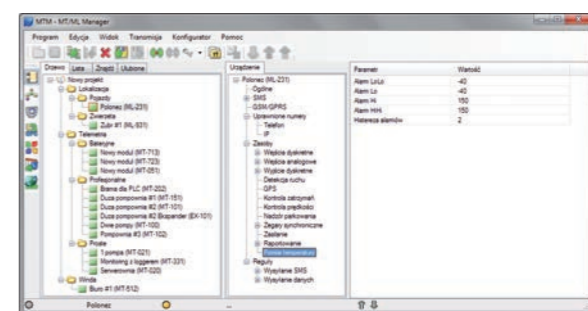 MTM - MT/ML Manager
Program Edycja Widok Transmisja Konfigurator Pomoc
Drzewo Lista Znajdź Ulubione
Nowy projekt
Lokalizacja
Pojazdy
Polonez (ML-231)
Zwierzęta
Żubr #1 (ML-931)
Telemetria
Bateryjne
Nowy moduł (MT-713)
Nowy moduł (MT-723)
Nowy moduł (MT-051)
Profesjonalne
Brama dla PLC (MT-202)
Duża pompownia #1 (MT-151)
Duża pompownia #2 (MT-101)
Duża pompownia #2 Ekspander (EX-101)
Dwie pompy (MT-100)
Pompownia #3 (MT-102)
Proste
1 pompa (MT-021)
Monitoring z loggerem (MT-331)
Serwerownia (MT-020)
Winda
Biuro #1 (MT-512)
Urządzenie
Polonez (ML-231)
Ogólne
SMS
GSM/GPRS
Uprawnione numery
Telefon
IP
Zasoby
Wejścia dyskretne
Wejścia analogowe
Wejścia dyskretne
Detekcja ruchu
GPS
Kontrola zatrzymań
Kontrola prędkości
Nadzór parkowania
Zegary synchroniczne
Zasilanie
Raportowanie
Pomiar temperatury
Reguły
Wysyłanie SMS
Wysyłanie danych
Parametr Wartość
Alarm LoLo -40
Alarm Lo -40
Alarm Hi 150
Alarm HiHi 150
Histereza alarmów 2
Polonez
...